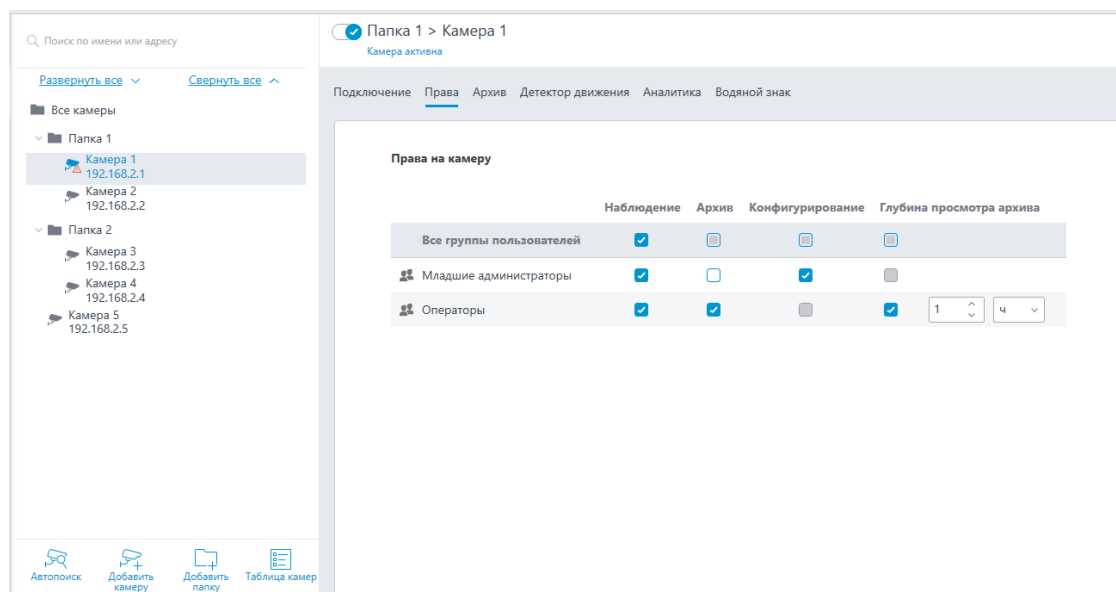 Поиск по имени или адресу
Развернуть все Свернуть все
Все камеры
Папка 1
Камера 1
192.168.2.1
Камера 2
192.168.2.2
Папка 2
Камера 3
192.168.2.3
Камера 4
192.168.2.4
Камера 5
192.168.2.5
Автопоиск
Добавить камеру
Добавить папку
Таблица камер
Папка 1 > Камера 1
Камера активна
Подключение Права Архив Детектор движения Аналитика Водяной знак
Права на камеру
Наблюдение Архив Конфигурирование Глубина просмотра архива
Все группы пользователей
Младшие администраторы
Операторы 1 ч